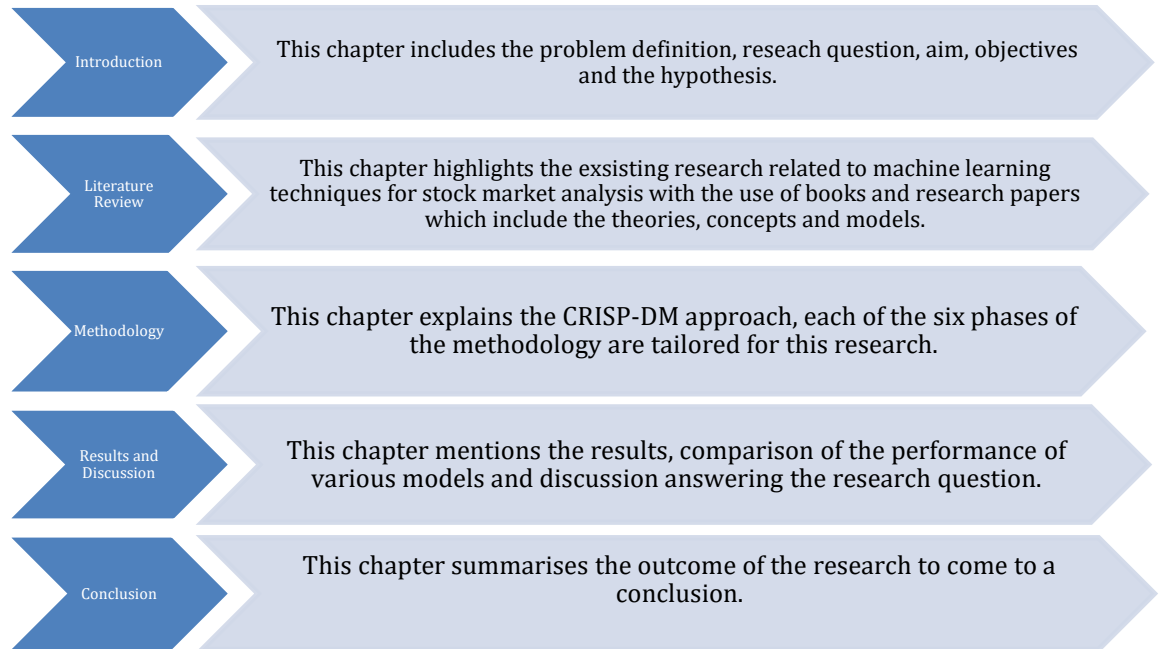 Introduction
This chapter includes the problem definition, reseach question, aim, objectives
and the hypothesis.
Literature
Review
This chapter highlights the exsisting research related to machine learning
techniques for stock market analysis with the use of books and research papers
which include the theories, concepts and models.
Methodology
This chapter explains the CRISP-DM approach, each of the six phases of
the methodology are tailored for this research.
Results and
Discussion
This chapter mentions the results, comparison of the performance of
various models and discussion answering the research question.
Conclusion
This chapter summarises the outcome of the research to come to a
conclusion.